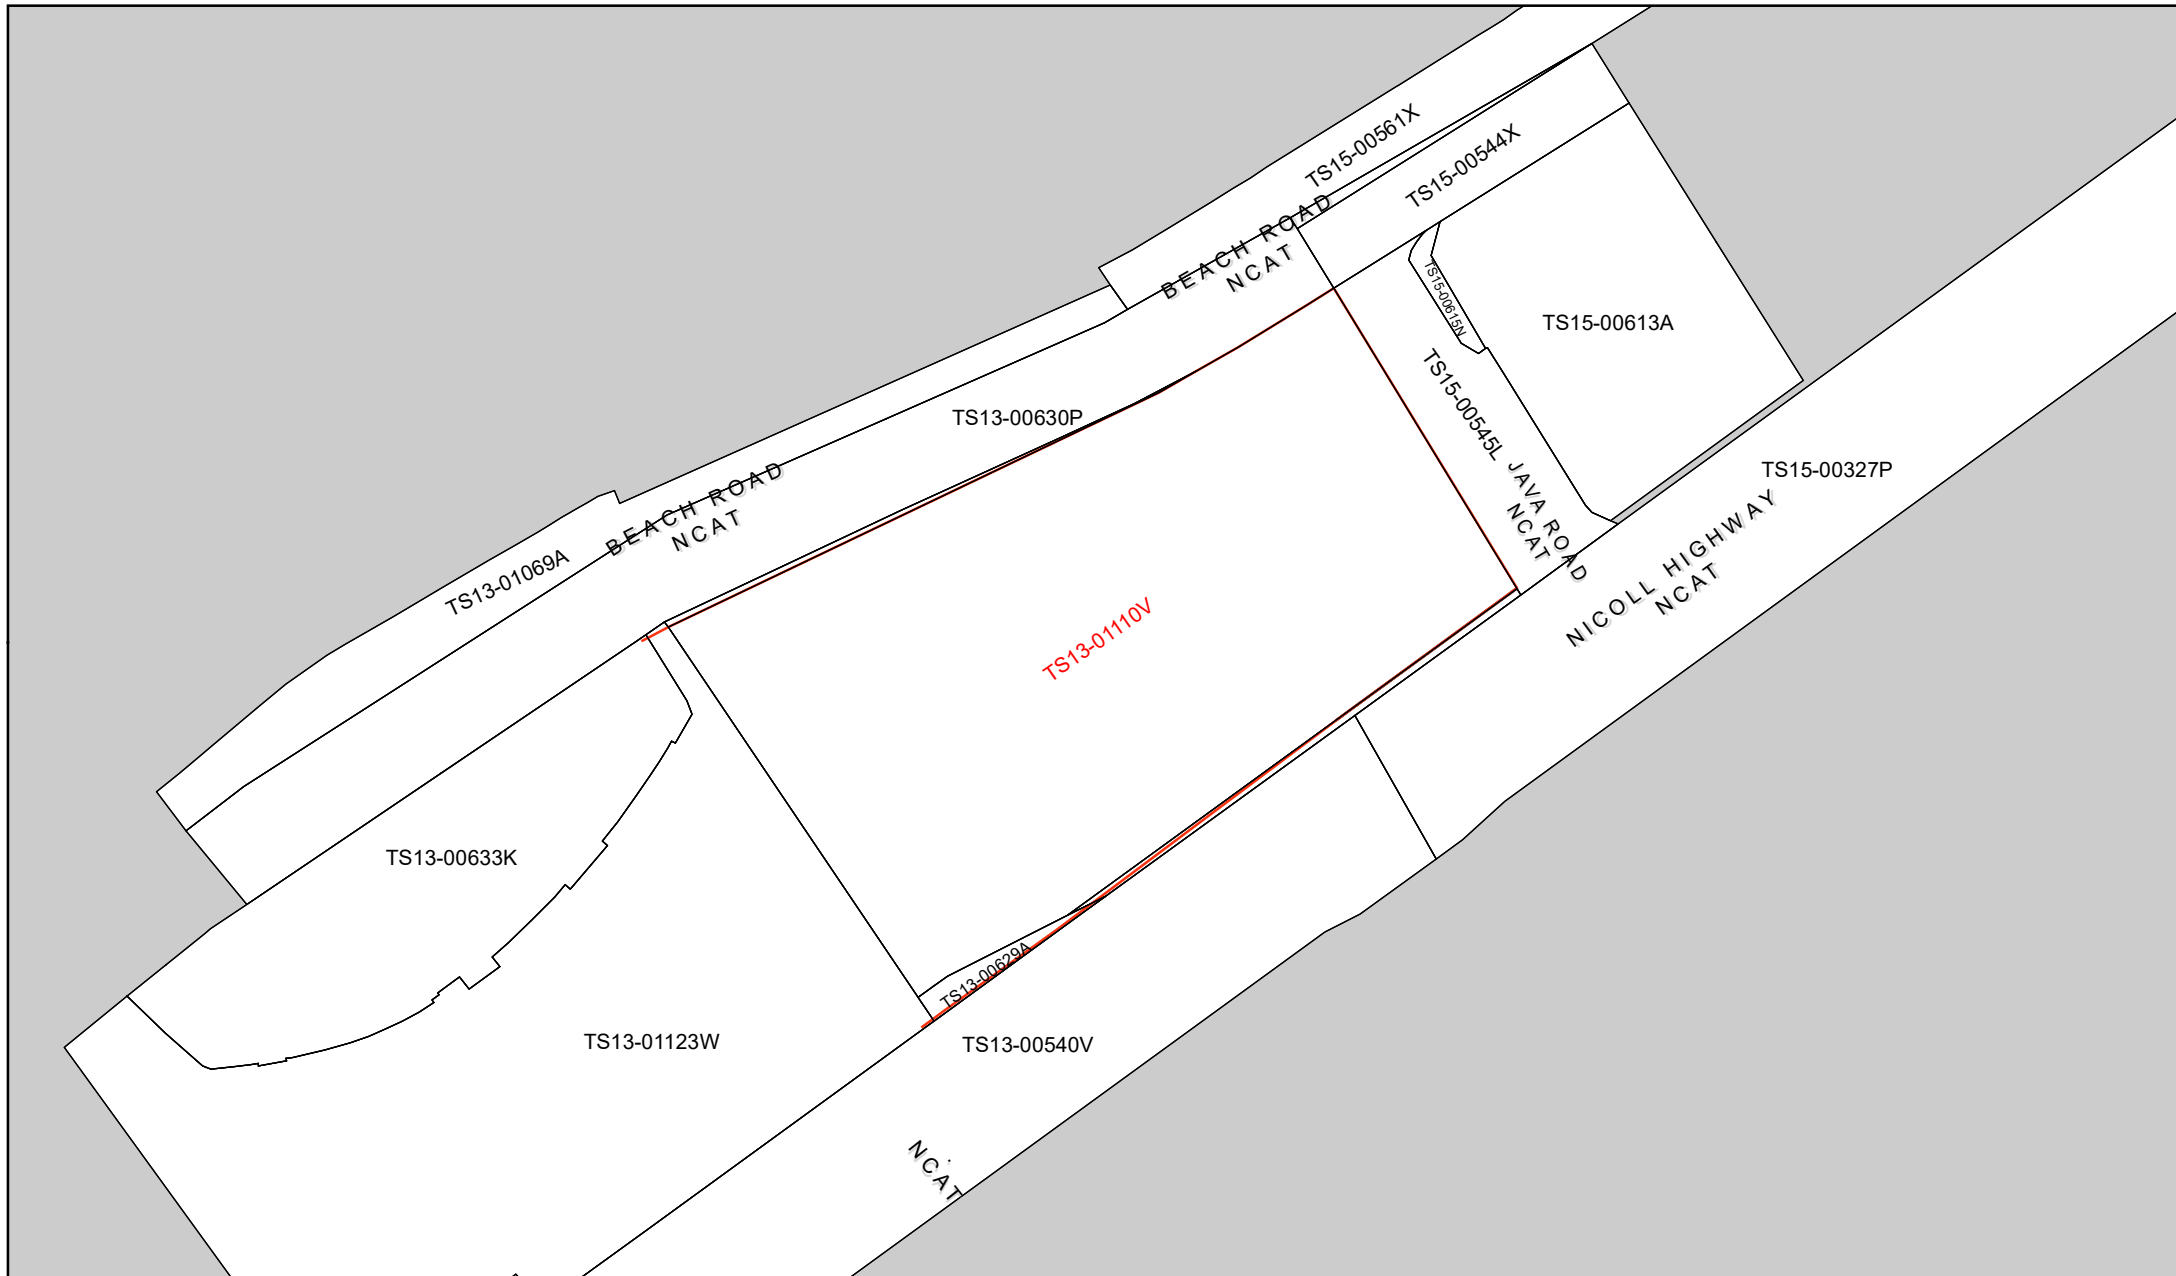 TS15-00561X
TS15-00544X
BEACH ROAD
NCAT
TS15-00615N
TS15-00613A
TS13-00630P
TS15-00545L
JAVA ROAD
NCAT
TS15-00327P
BEACH ROAD
NCAT
NICOLL HIGHWAY
NCAT
TS13-01069A
TS13-01110V
TS13-00633K
TS13-00629A
TS13-01123W
TS13-00540V
.
NCAT